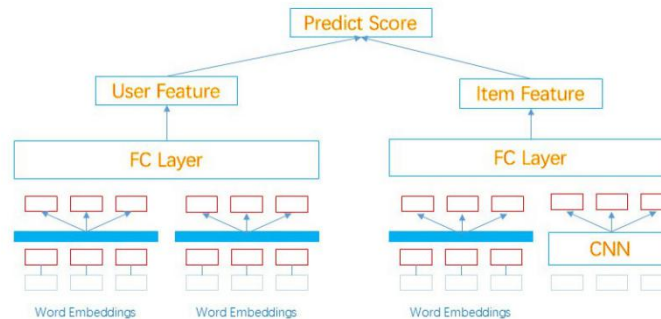 Predict Score
User Feature
Item Feature
FC Layer
FC Layer
CNN
Word Embeddings
Word Embeddings
Word Embeddings